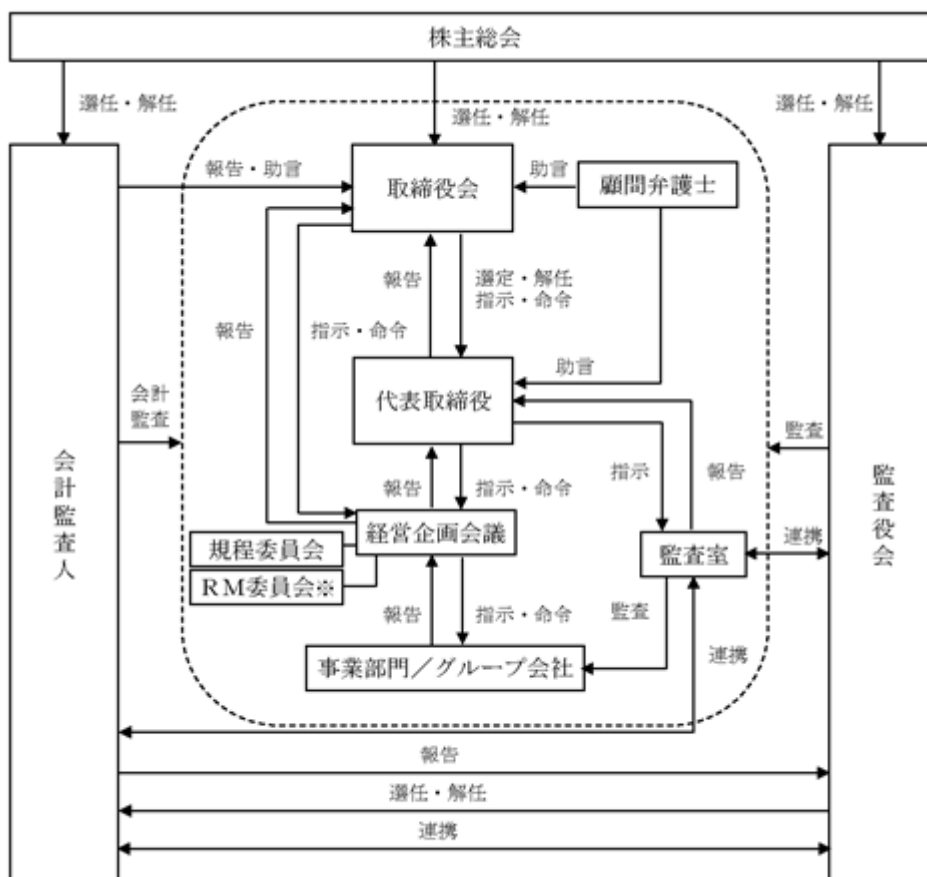 株主総会
選任・解任
選任・解任
選任・解任
報告・助言
取締役会
助言
顧問弁護士
報告
選定・解任
指示・命令
報告
指示・命令
助言
代表取締役
会計
監査
監査
指示
報告
報告
指示・命令
会計監査人
監査役会
経営企画会議
規程委員会
監査室
連携
RM委員会※
報告
指示・命令
監査
連携
事業部門／グループ会社
報告
選任・解任
連携